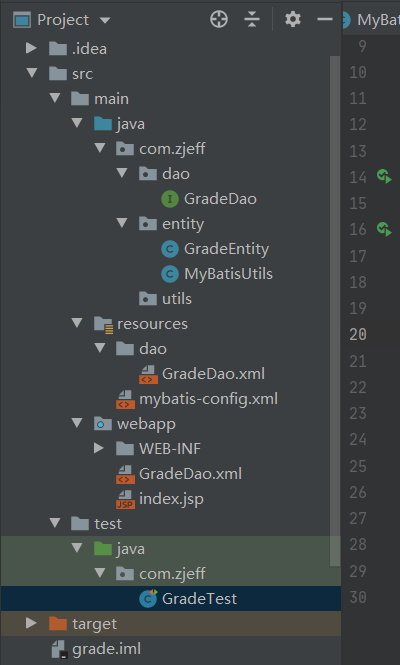 Project
MyBat
.idea
src
main
java
com.zjeff
dao
GradeDao
entity
GradeEntity
MyBatisUtils
utils
resources
dao
GradeDao.xml
mybatis-config.xml
webapp
WEB-INF
GradeDao.xml
index.jsp
test
java
com.zjeff
GradeTest
target
grade.iml
9
10
11
12
13
14
15
16
17
18
19
20
21
22
23
24
25
26
27
28
29
30